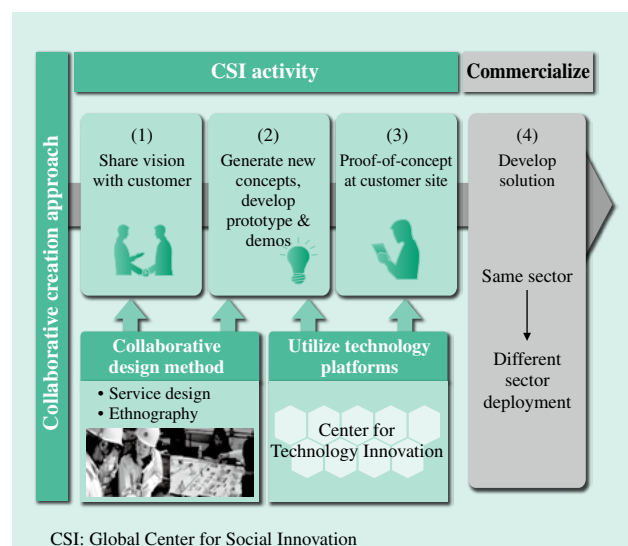 Collaborative creation approach
CSI activity
Commercialize
(1)
Share vision
with customer
(2)
Generate new
concepts,
develop
prototype &
demos
(3)
Proof-of-concept
at customer site
(4)
Develop
solution
Same sector
Different
sector
deployment
Collaborative
design method
• Service design
• Ethnography
Utilize technology
platforms
Center for
Technology Innovation
CSI: Global Center for Social Innovation